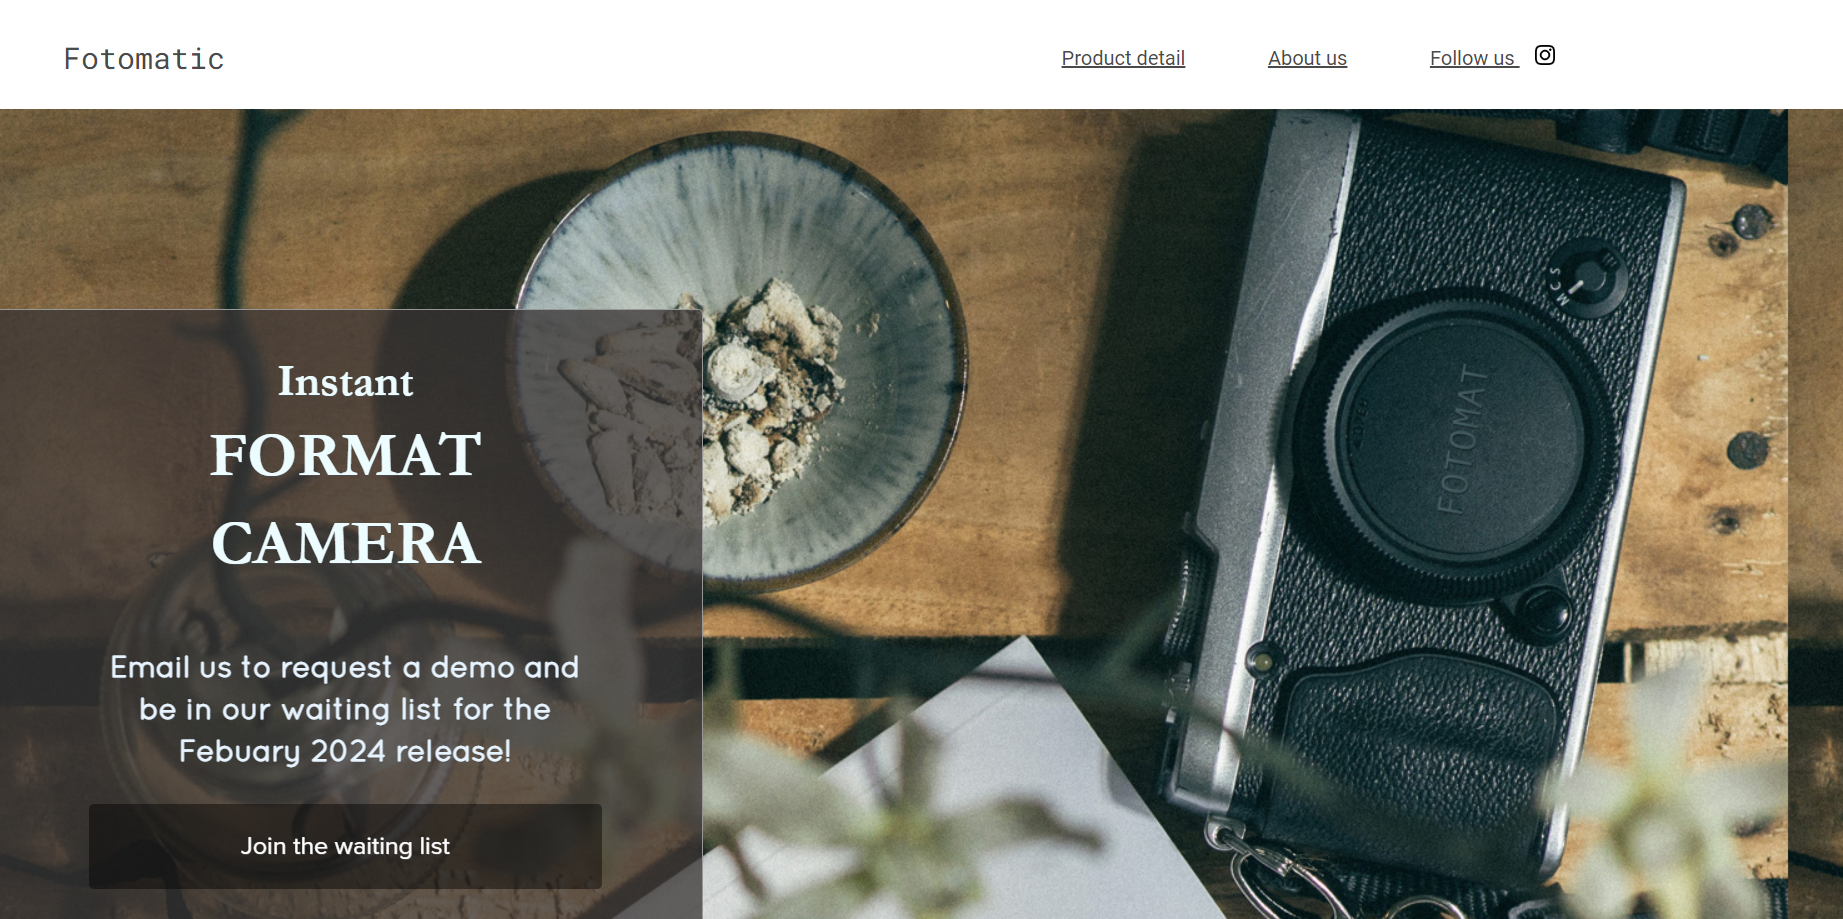 Fotomatic
Product detail
About us
Follow us
Instant
FORMAT
CAMERA
Email us to request a demo and
be in our waiting list for the
Febuary 2024 release!
Join the waiting list
FOTOMAT
M C S